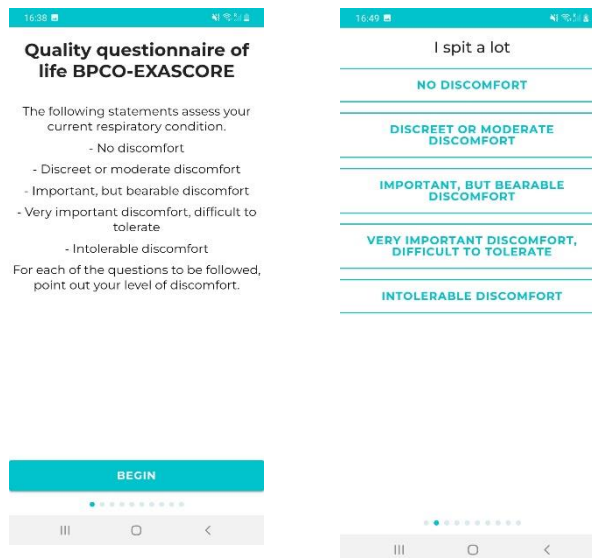 16:38
Quality questionnaire of
life BPCO-EXASCORE
The following statements assess your
current respiratory condition.
- No discomfort
- Discreet or moderate discomfort
- Important, but bearable discomfort
- Very important discomfort, difficult to
tolerate
- Intolerable discomfort
For each of the questions to be followed,
point out your level of discomfort.
BEGIN
16:49
I spit a lot
NO DISCOMFORT
DISCREET OR MODERATE
DISCOMFORT
IMPORTANT, BUT BEARABLE
DISCOMFORT
VERY IMPORTANT DISCOMFORT,
DIFFICULT TO TOLERATE
INTOLERABLE DISCOMFORT